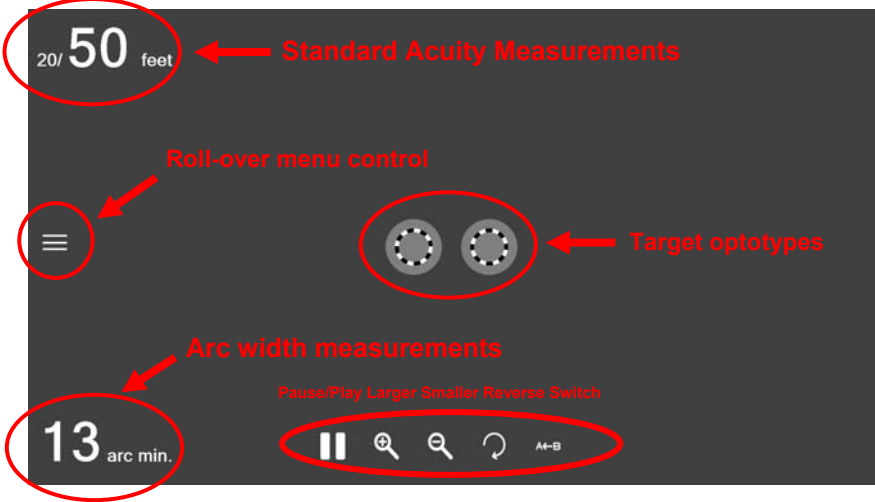 20/50 feet
Standard Acuity Measurements
Roll-over menu control
Target optotypes
Arc width measurements
Pause/Play Larger Smaller Reverse Switch
13 arc min.
A←B